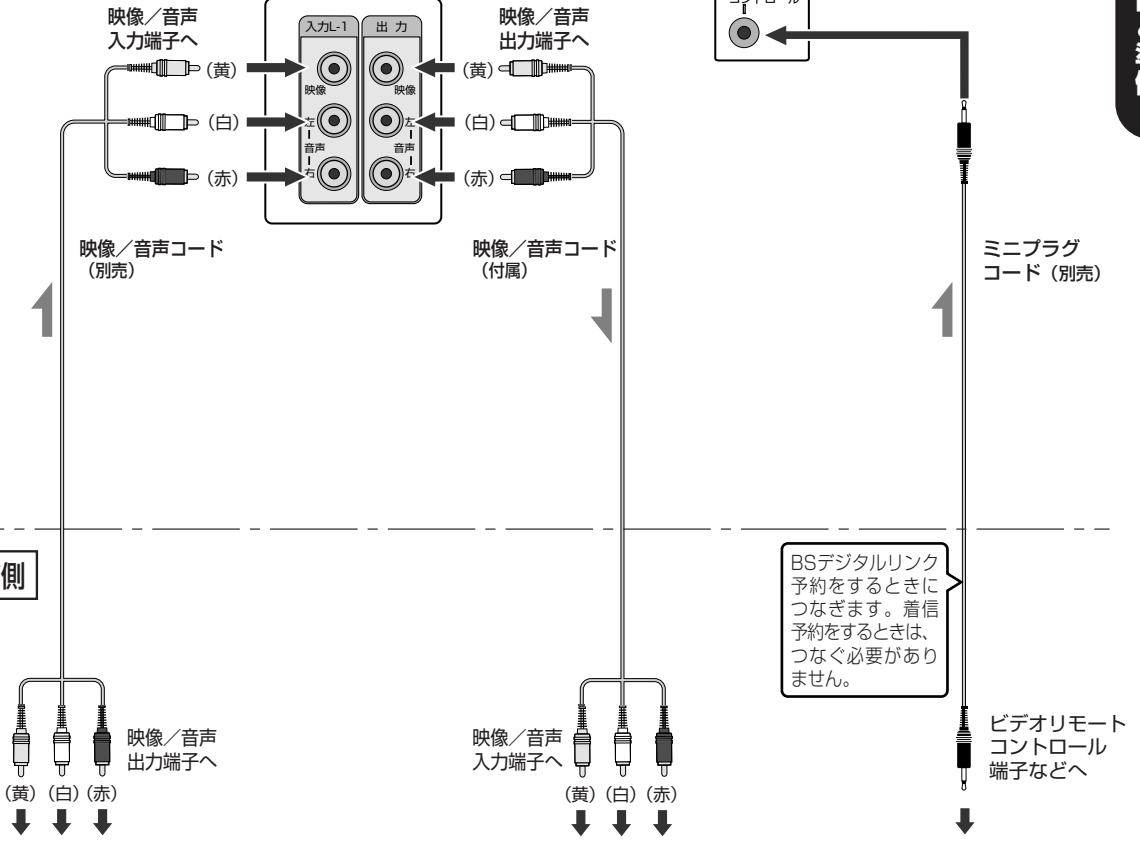 映像／音声
入力端子へ
入力L-1
出 力
映像／音声
出力端子へ
コントロール
(黄)
映像
映像
(黄)
(白)
左
左
(白)
音声
音声
(赤)
右
右
(赤)
映像／音声コード
（別売）
映像／音声コード
（付属）
ミニプラグ
コード（別売）
側
BSデジタルリンク
予約をするときに
つなぎます。着信
予約をするときは、
つなぐ必要があり
ません。
映像／音声
出力端子へ
映像／音声
入力端子へ
ビデオリモート
コントロール
端子などへ
(黄) (白) (赤)
(黄) (白) (赤)